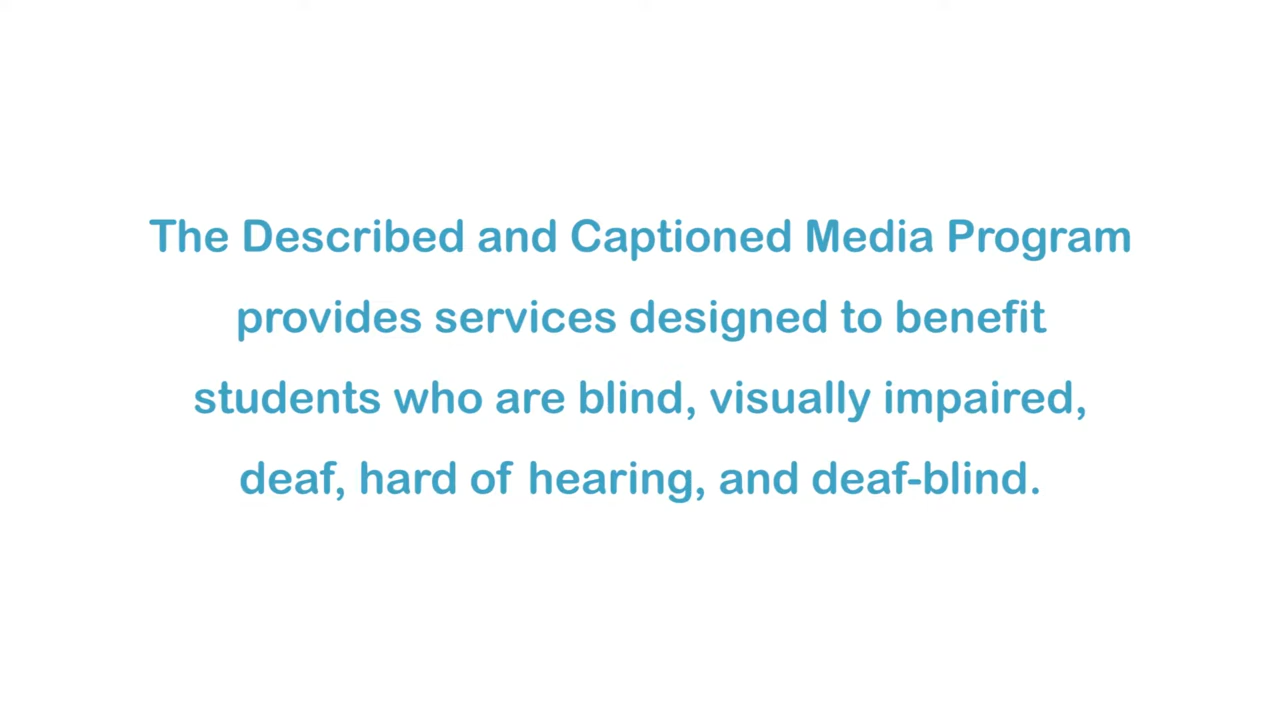 The Described and Captioned Media Program
provides services designed to benefit
students who are blind, visually impaired,
deaf, hard of hearing, and deaf-blind.